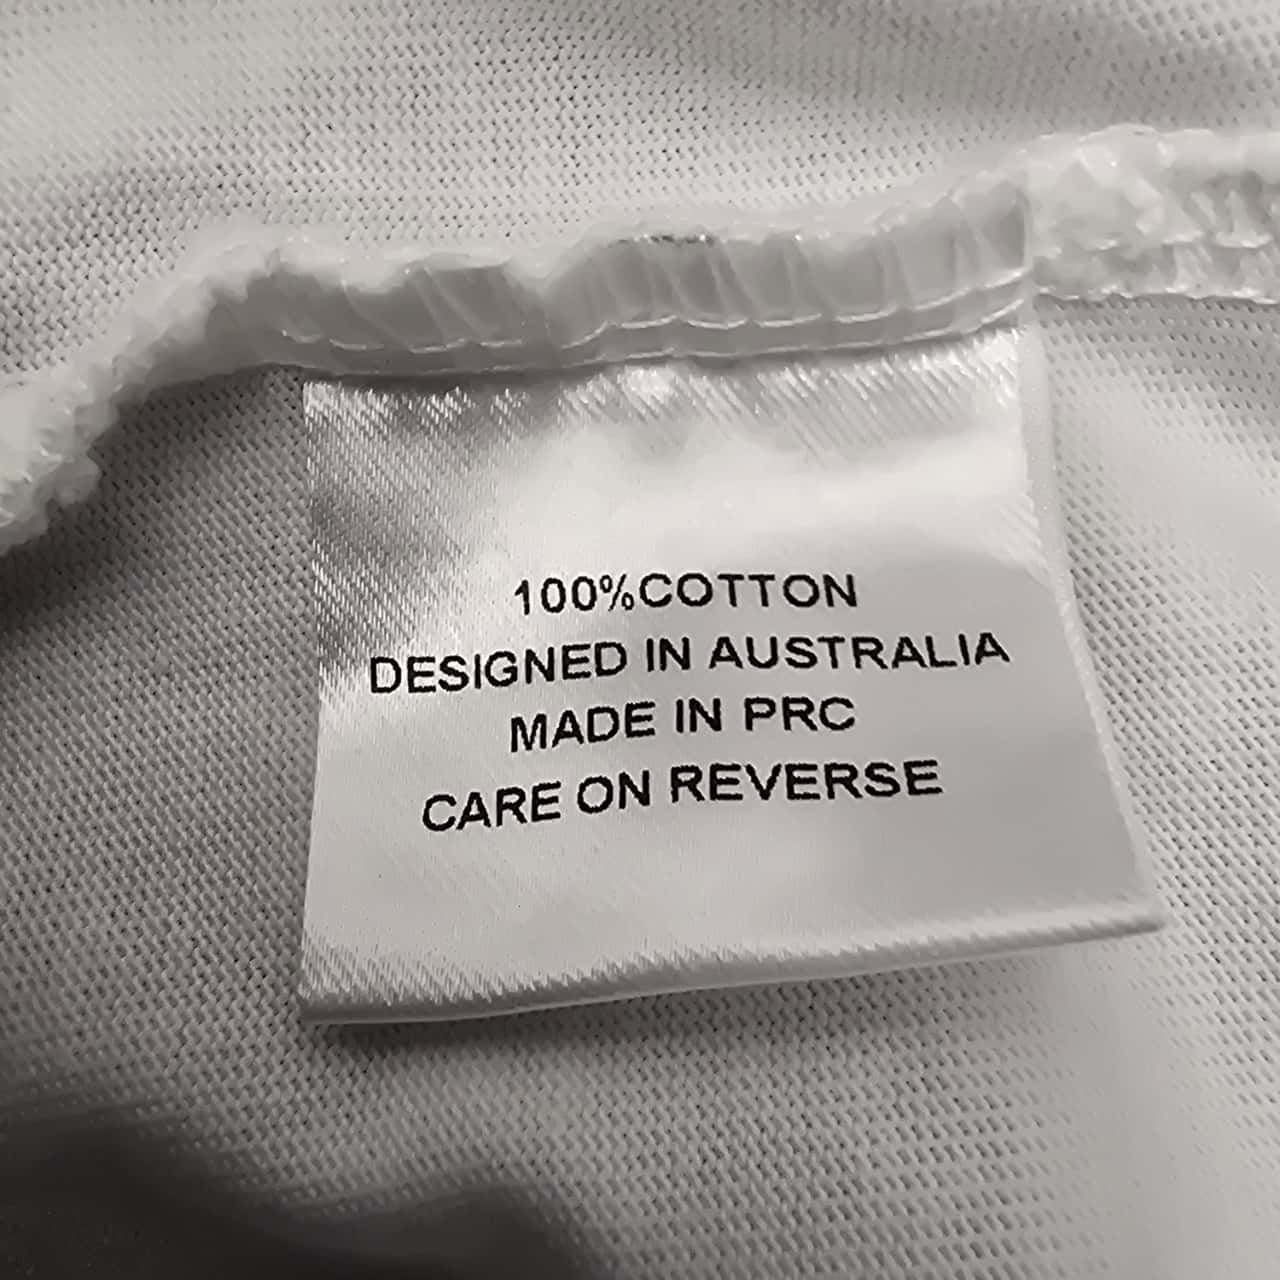 100%COTTON
DESIGNED IN AUSTRALIA
MADE IN PRC
CARE ON REVERSE